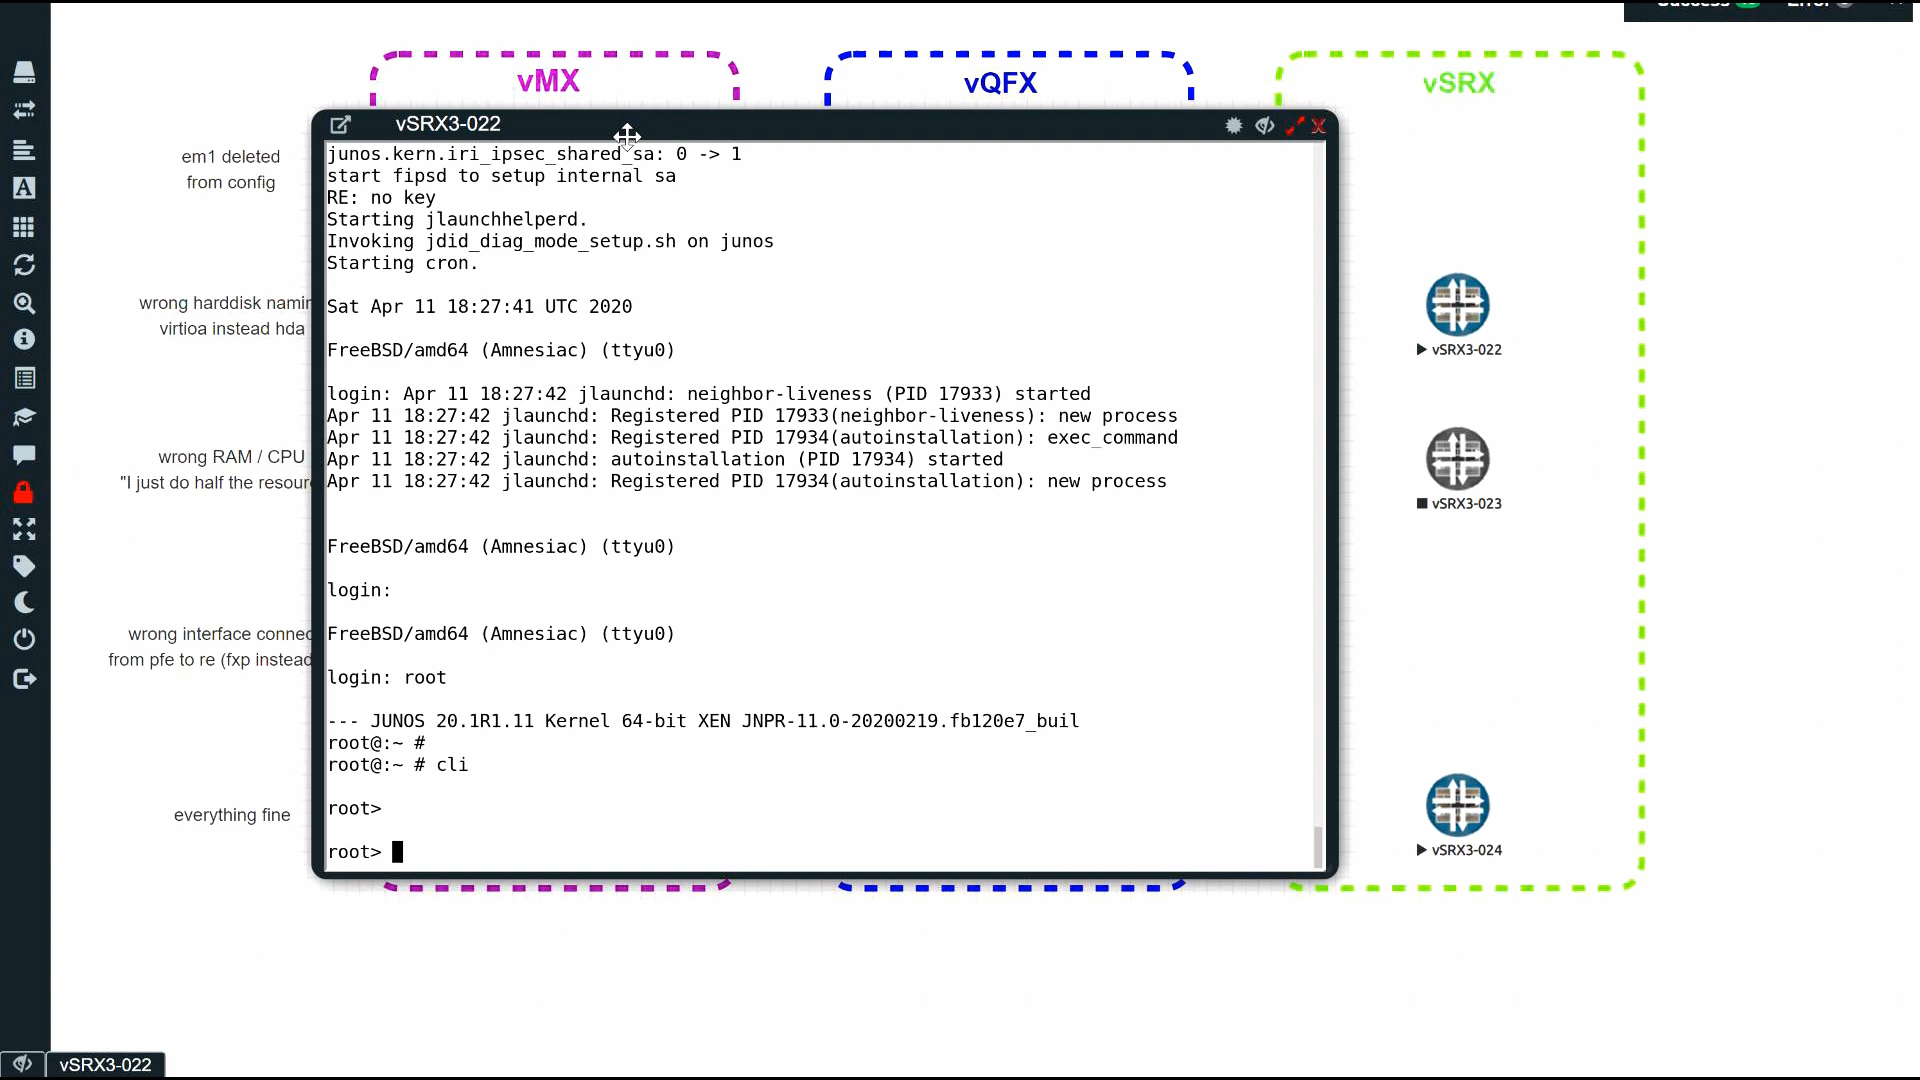 vMX
vQFX
vSRX
em1 deleted
from config
wrong harddisk namin
virtioa instead hda
wrong RAM / CPU
"I just do half the resour
wrong interface connec
from pfe to re (fxp instead
everything fine
vSRX3-022
junos.kern.iri_ipsec_shared_sa: 0 -> 1
start fipsd to setup internal sa
RE: no key
Starting jlaunchhelperd.
Invoking jdid_diag_mode_setup.sh on junos
Starting cron.
Sat Apr 11 18:27:41 UTC 2020
FreeBSD/amd64 (Amnesiac) (ttyu0)
login: Apr 11 18:27:42 jlaunchd: neighbor-liveness (PID 17933) started
Apr 11 18:27:42 jlaunchd: Registered PID 17933(neighbor-liveness): new process
Apr 11 18:27:42 jlaunchd: Registered PID 17934(autoinstallation): exec_command
Apr 11 18:27:42 jlaunchd: autoinstallation (PID 17934) started
Apr 11 18:27:42 jlaunchd: Registered PID 17934(autoinstallation): new process
FreeBSD/amd64 (Amnesiac) (ttyu0)
login:
FreeBSD/amd64 (Amnesiac) (ttyu0)
login: root
--- JUNOS 20.1R1.11 Kernel 64-bit XEN JNPR-11.0-20200219.fb120e7_buil
root@:~ #
root@:~ # cli
root>
root>
vSRX3-022
vSRX3-023
vSRX3-024
vSRX3-022